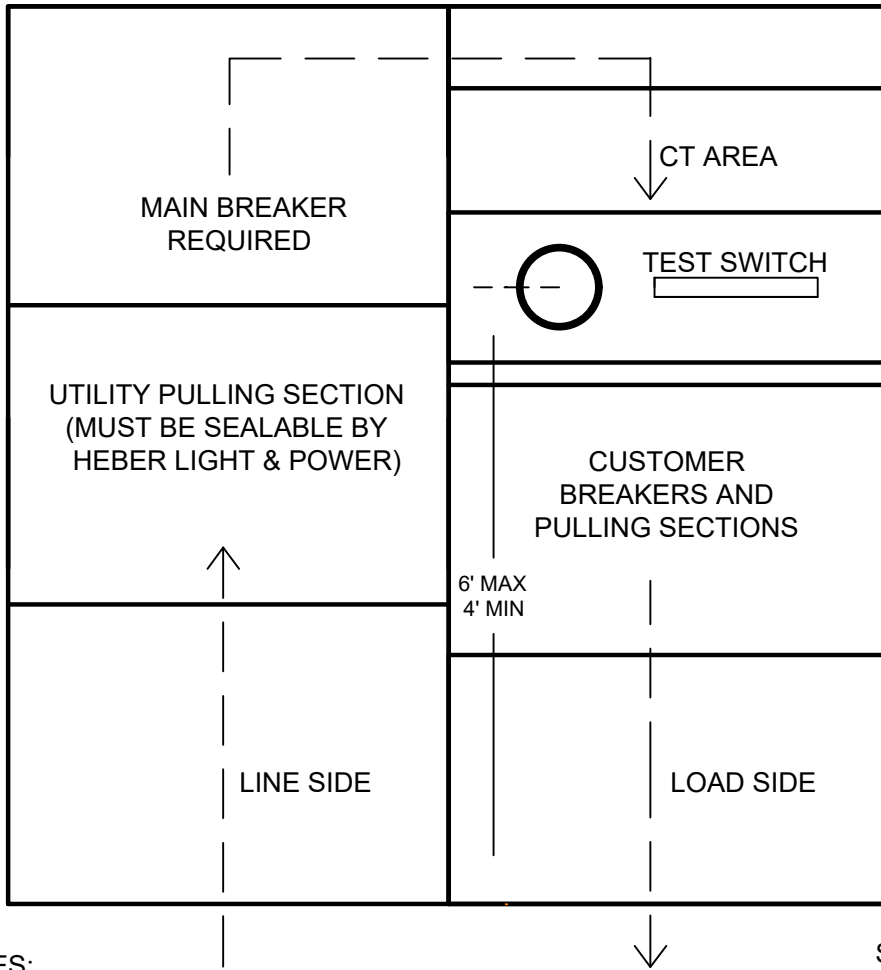 MAIN BREAKER
REQUIRED
UTILITY PULLING SECTION
(MUST BE SEALABLE BY
HEBER LIGHT & POWER)
LINE SIDE
CT AREA
TEST SWITCH
CUSTOMER
BREAKERS AND
PULLING SECTIONS
6' MAX
4' MIN
LOAD SIDE